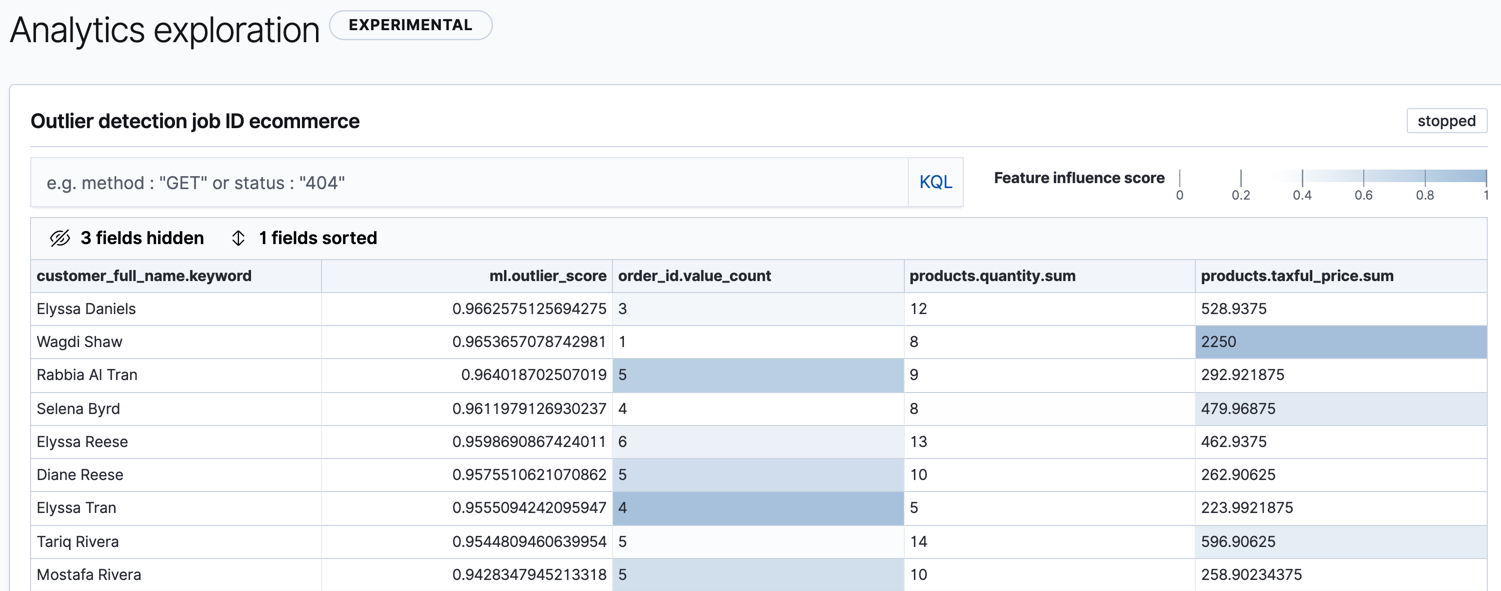 Analytics exploration EXPERIMENTAL
Outlier detection job ID ecommerce stopped
e.g. method : "GET" or status : "404" KQL Feature influence score
0 0.2 0.4 0.6 0.8 1
3 fields hidden 1 fields sorted
customer_full_name.keyword ml.outlier_score order_id.value_count products.quantity.sum products.taxful_price.sum
Elyssa Daniels 0.9662575125694275 3 12 528.9375
Wagdi Shaw 0.9653657078742981 1 8 2250
Rabbia Al Tran 0.964018702507019 5 9 292.921875
Selena Byrd 0.9611979126930237 4 8 479.96875
Elyssa Reese 0.9598690867424011 6 13 462.9375
Diane Reese 0.9575510621070862 5 10 262.90625
Elyssa Tran 0.9555094242095947 4 5 223.9921875
Tariq Rivera 0.9544809460639954 5 14 596.90625
Mostafa Rivera 0.9428347945213318 5 10 258.90234375